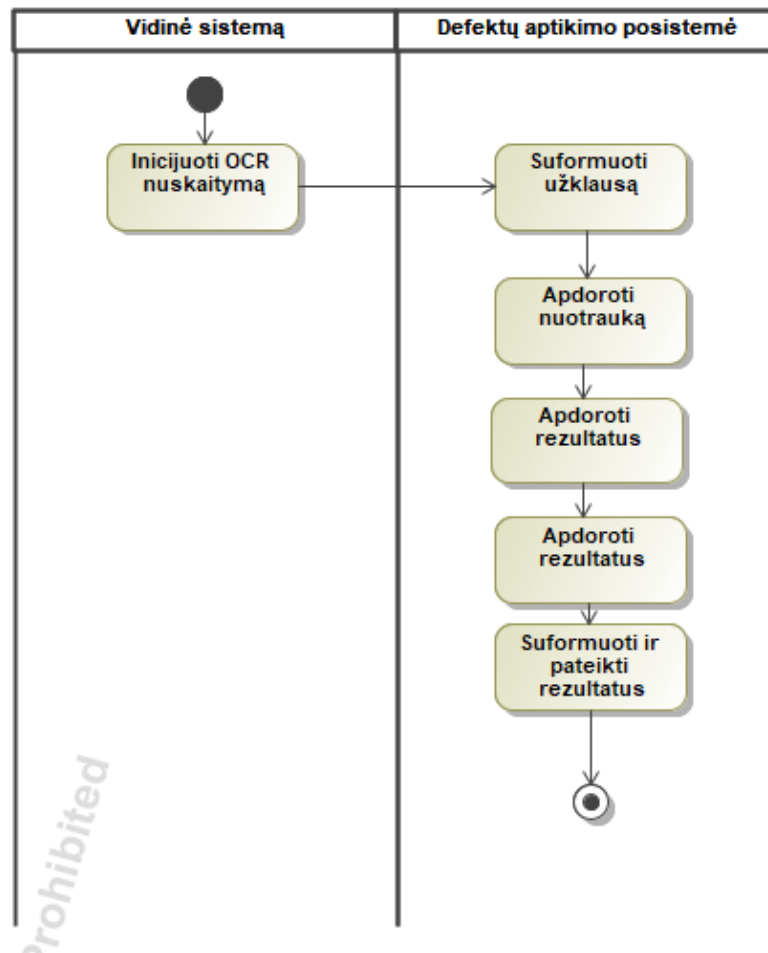 Vidinė sistemą
Defektų aptikimo posistemė
Inicijuoti OCR
nuskaitymą
Suformuoti
užklausą
Apdoroti
nuotrauką
Apdoroti
rezultatus
Apdoroti
rezultatus
Suformuoti ir
pateikti
rezultatus
Prohibited